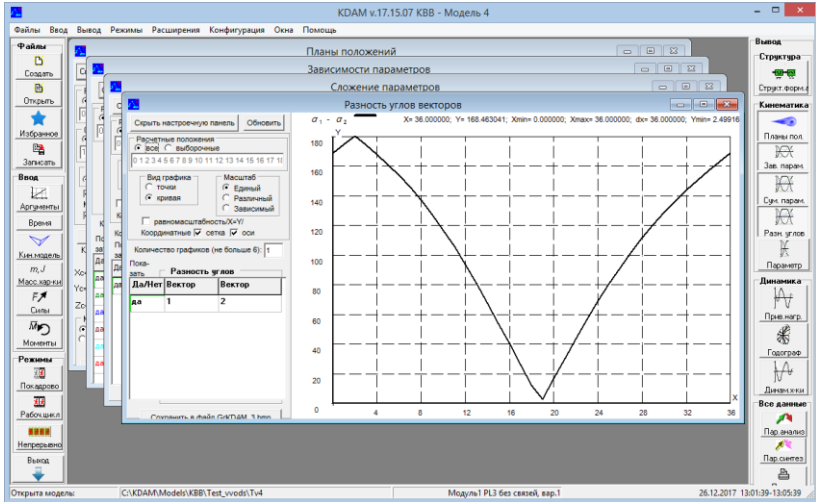 KDAM v.17.15.07 KBB - Модель 4
Файлы Ввод Вывод Режимы Расширения Конфигурация Окна Помощь
Файлы
Создать
Открыть
Избранное
Записать
Ввод
Аргументы
Время
Кин.модель
m, J
Масс.хар-ки
F
Силы
M
Моменты
Режимы
Покадрово
Рабоч.цикл
Непрерывно
Выход
Планы положений
Зависимости параметров
Сложение параметров
Разность углов векторов
Скрыть настроечную панель Обновить
Расчетные положения
все выборочные
0 1 2 3 4 5 6 7 8 9 10 11 12 13 14 15 16 17 18
Вид графика Масштаб
точки Единый
кривая Различный
Зависимый
равномасштабность/X=Y/
Координатные сетка оси
Количество графиков (не больше 6): 1
Пока-
зать Разность углов
Да/Нет Вектор Вектор
да 1 2
Сохранить в файл GrKDAM_3.bmp
σ1 - σ2 X= 36.000000; Y= 168.463041; Xmin= 0.000000; Xmax= 36.000000; dx= 36.000000; Ymin= 2.49916
Y
180
160
140
120
100
80
60
40
20
0 4 8 12 16 20 24 28 32 36
X
Вывод
Структура
Структ.форм.
Кинематика
Планы пол.
Зав. парам.
Сум. парам.
Разн. углов
Параметр
Динамика
Прив.нагр.
Годограф
Динам.х-ки
Все данные
Пар.анализ
Пар.синтез
Открыта модель: C:\KDAM\Models\KBB\Test_vvods\Tv4 Модуль1 PL3 без связей, вар.1 26.12.2017 13:01:39-13:05:39